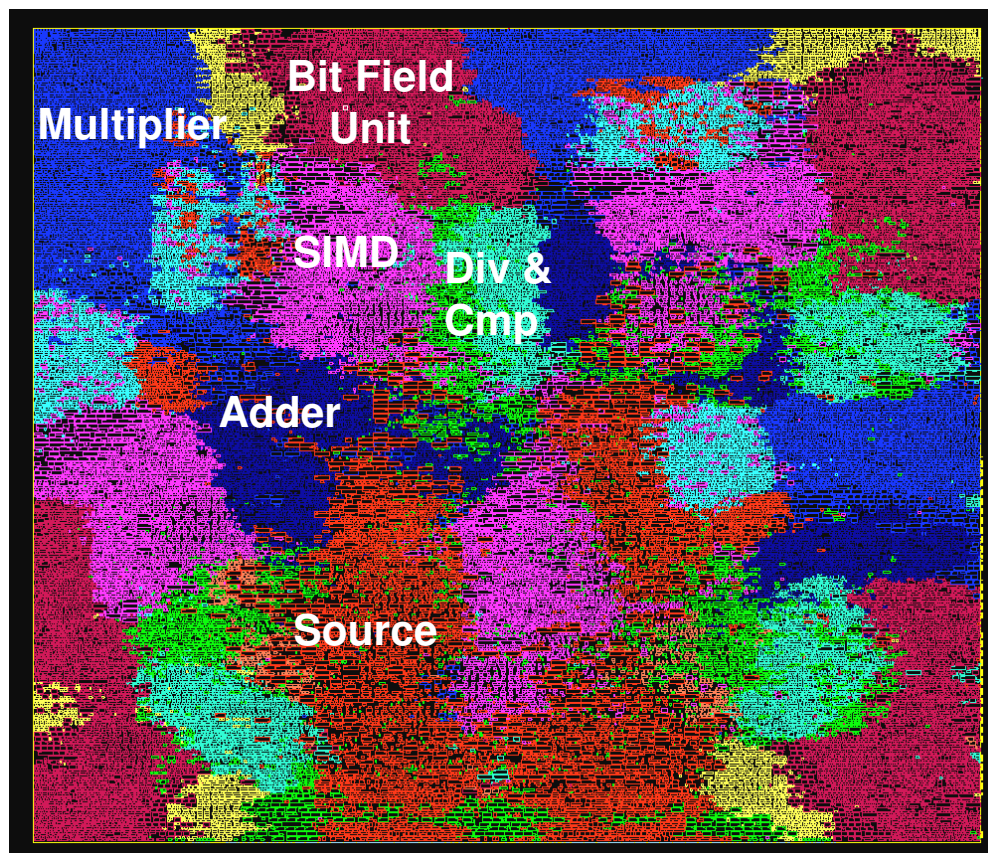 Bit Field
Unit
Multiplier
SIMD
Div &
Cmp
Adder
Source